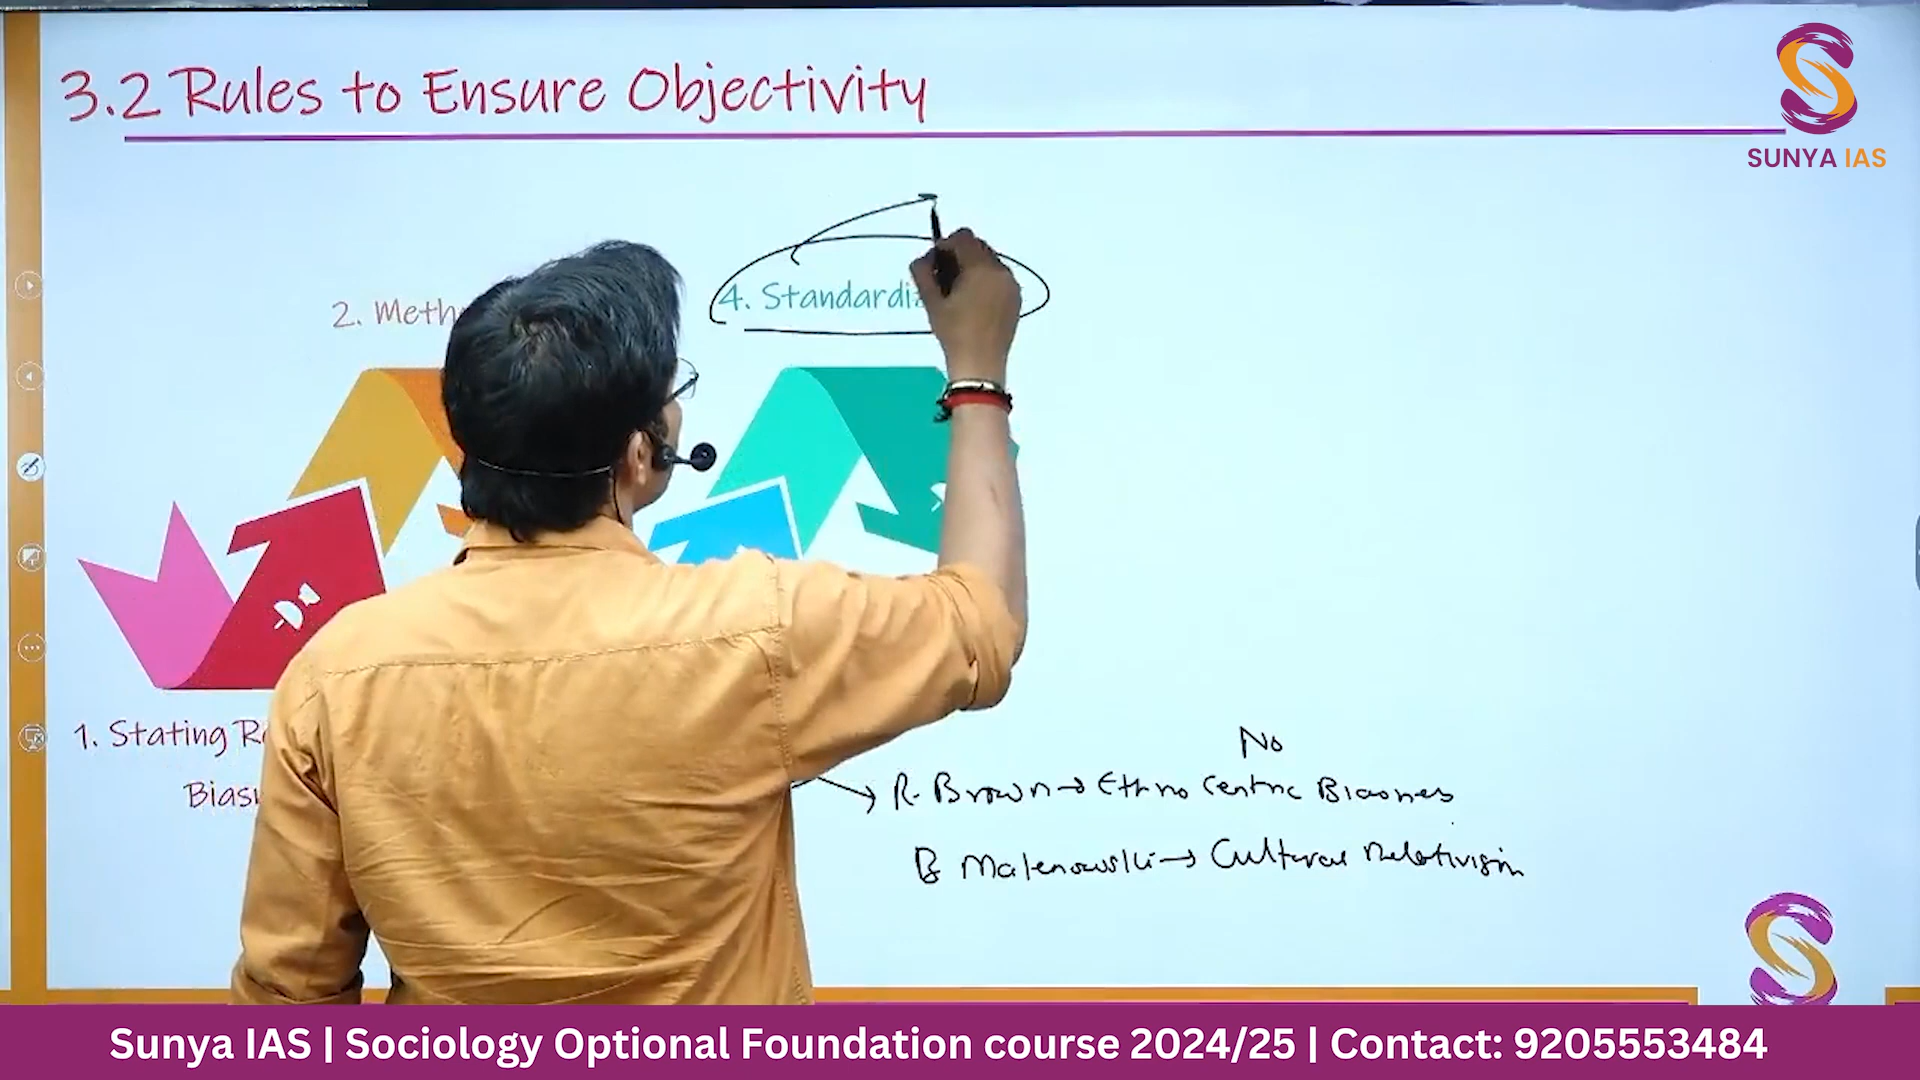 3.2 Rules to Ensure Objectivity
SUNYA IAS
2. Meth
4. Standardi
1. Stating R
Bias
No
R. Brown → Ethno Centric Biasness
B Malenowski → Cultural Relativism
Sunya IAS | Sociology Optional Foundation course 2024/25 | Contact: 9205553484